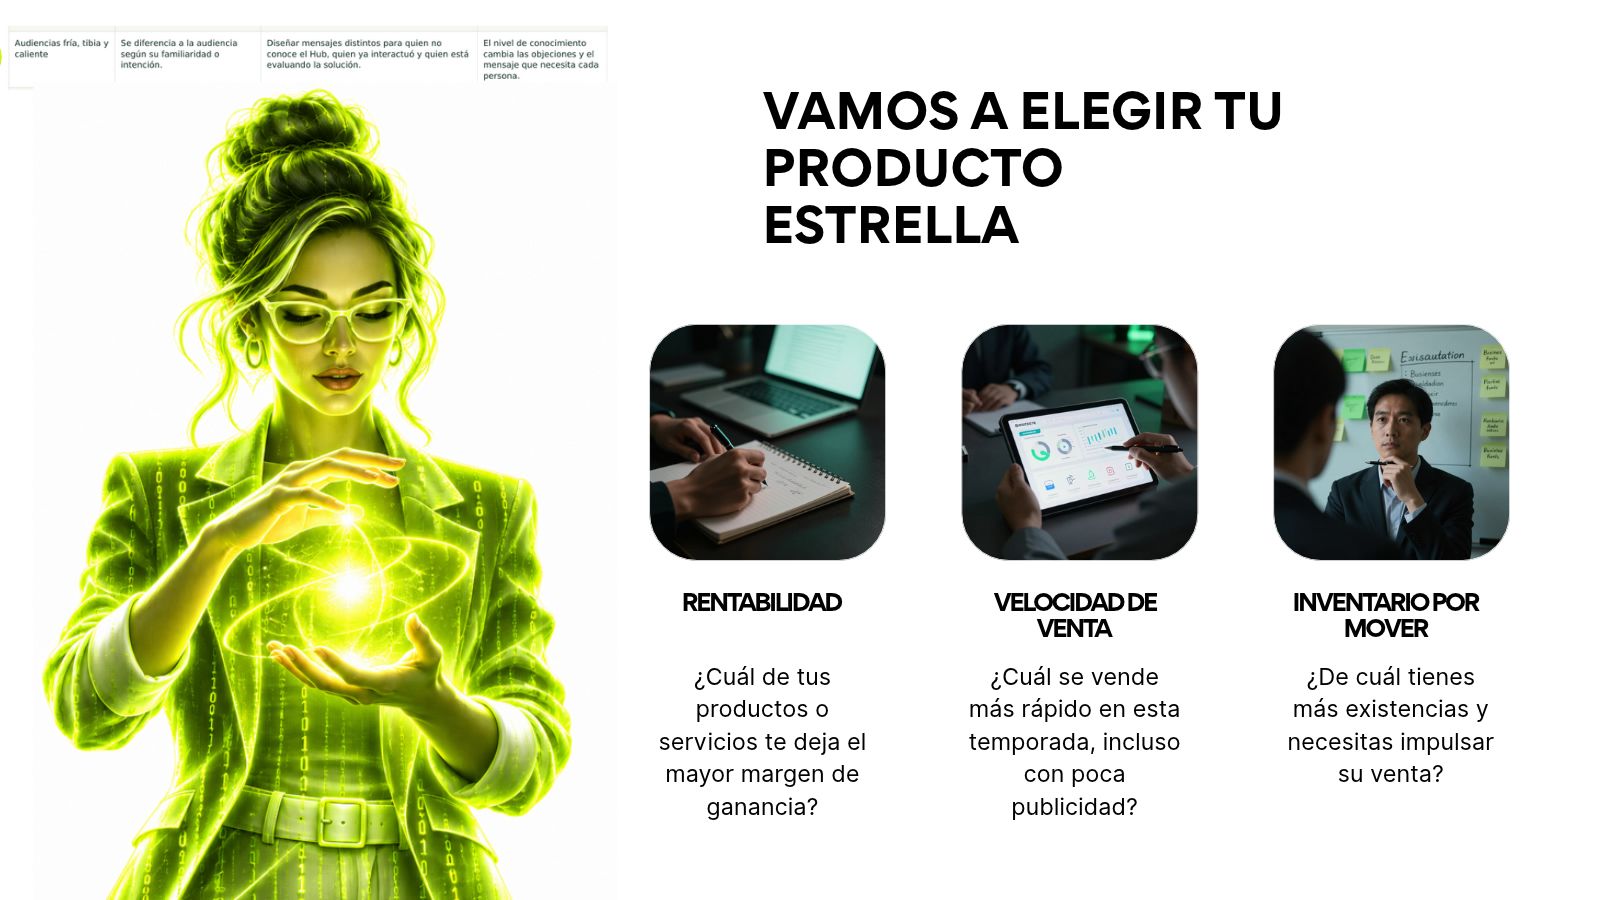 Audiencias fría, tibia y
caliente
Se diferencia a la audiencia
según su familiaridad o
intención.
Diseñar mensajes distintos para quien no
conoce el Hub, quien ya interactuó y quien está
evaluando la solución.
El nivel de conocimiento
cambia las objeciones y el
mensaje que necesita cada
persona.
VAMOS A ELEGIR TU
PRODUCTO
ESTRELLA
Exisautation
Busienses
RENTABILIDAD
¿Cuál de tus
productos o
servicios te deja el
mayor margen de
ganancia?
VELOCIDAD DE
VENTA
¿Cuál se vende
más rápido en esta
temporada, incluso
con poca
publicidad?
INVENTARIO POR
MOVER
¿De cuál tienes
más existencias y
necesitas impulsar
su venta?